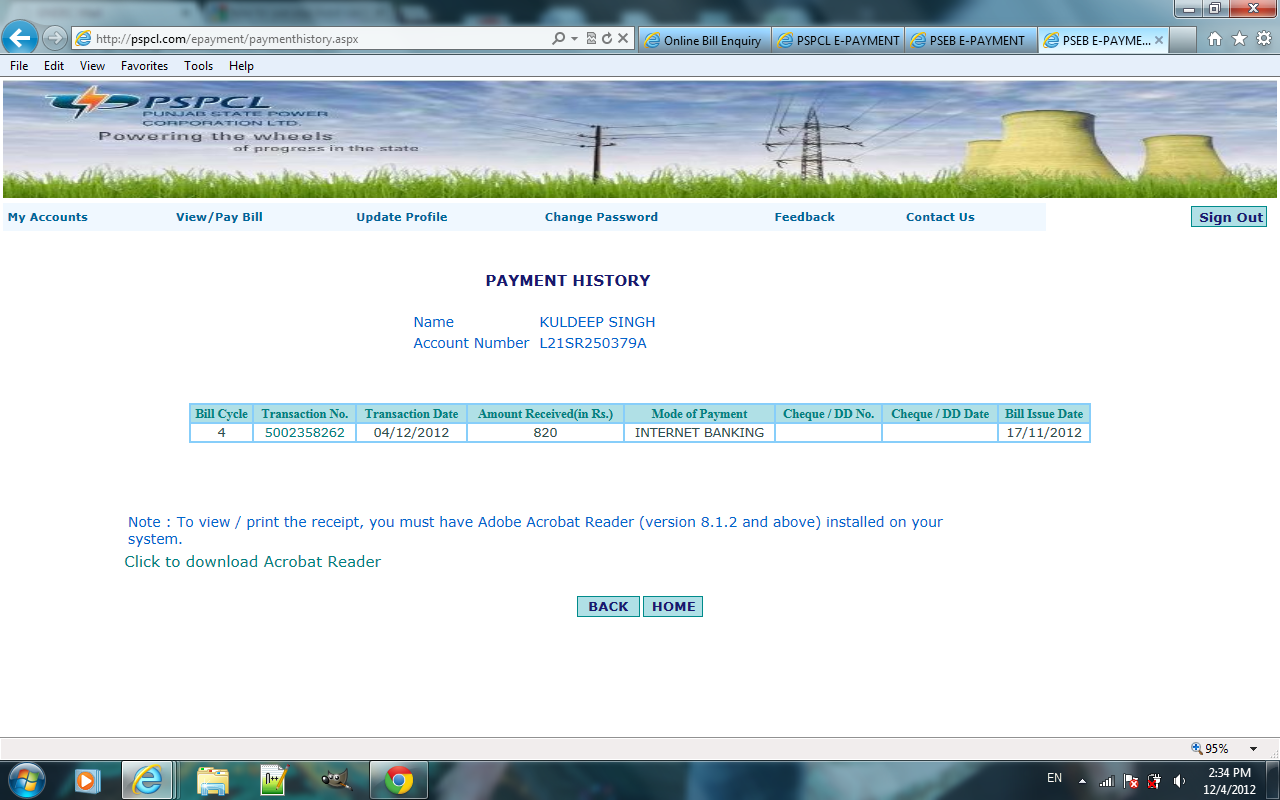 http://pspcl.com/epayment/paymenthistory.aspx
Online Bill Enquiry
PSPCL E-PAYMENT
PSEB E-PAYMENT
PSEB E-PAYME...
File Edit View Favorites Tools Help
PSPCL
PUNJAB STATE POWER
CORPORATION LTD.
Powering the wheels
of progress in the state
My Accounts View/Pay Bill Update Profile Change Password Feedback Contact Us Sign Out
PAYMENT HISTORY
Name KULDEEP SINGH
Account Number L21SR250379A
Bill Cycle Transaction No. Transaction Date Amount Received(in Rs.) Mode of Payment Cheque / DD No. Cheque / DD Date Bill Issue Date
4 5002358262 04/12/2012 820 INTERNET BANKING 17/11/2012
Note : To view / print the receipt, you must have Adobe Acrobat Reader (version 8.1.2 and above) installed on your
system.
Click to download Acrobat Reader
BACK HOME
95%
EN
2:34 PM
12/4/2012